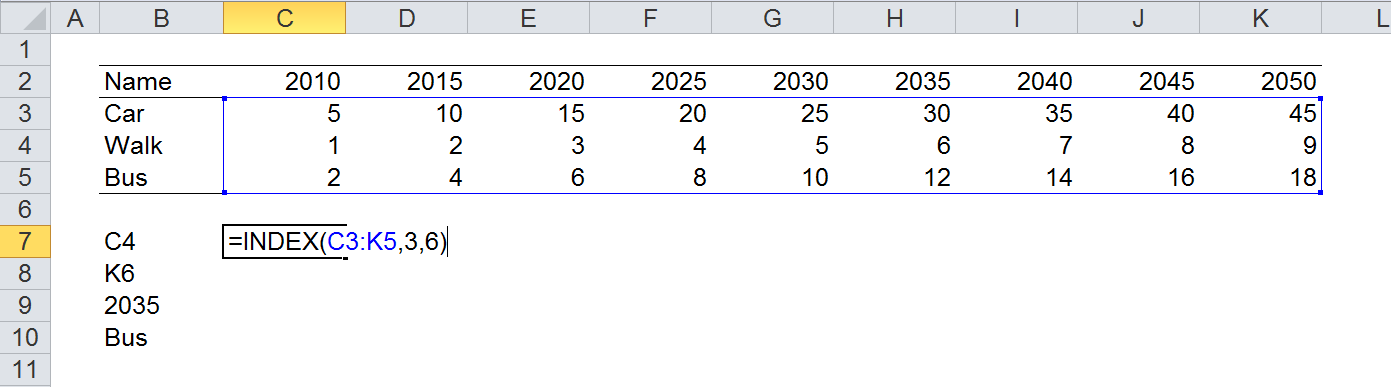 A B C D E F G H I J K L
1
2 Name 2010 2015 2020 2025 2030 2035 2040 2045 2050
3 Car 5 10 15 20 25 30 35 40 45
4 Walk 1 2 3 4 5 6 7 8 9
5 Bus 2 4 6 8 10 12 14 16 18
6
7 C4 =INDEX(C3:K5,3,6)
8 K6
9 2035
10 Bus
11